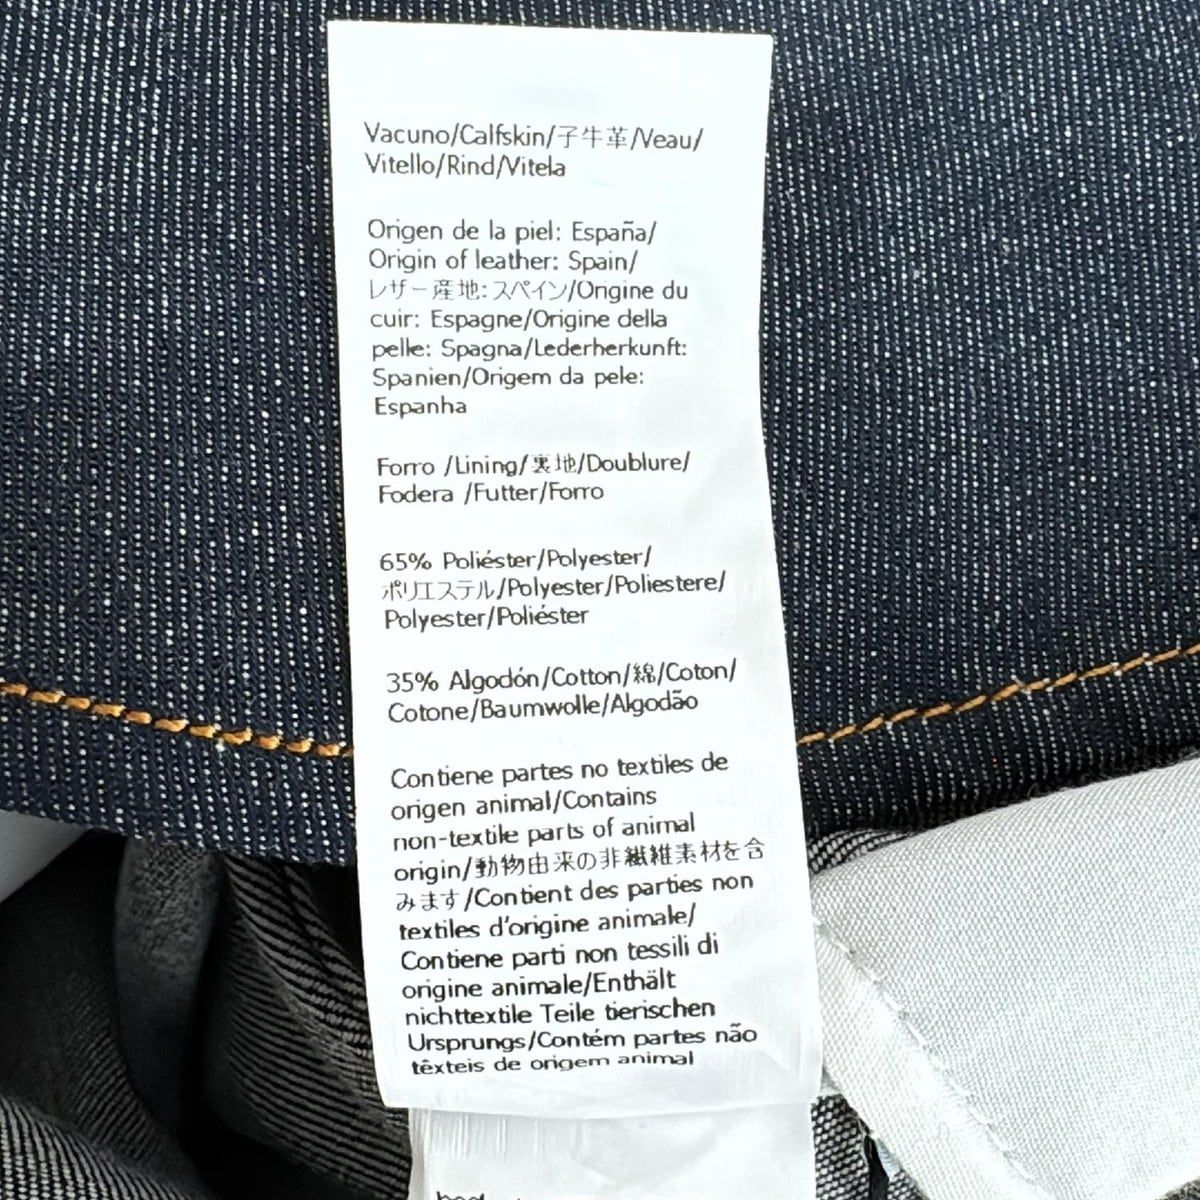 Vacuno/Calfskin/子牛革/Veau/
Vitello/Rind/Vitela
Origen de la piel: España/
Origin of leather: Spain/
レザー産地:スペイン/Origine du
cuir: Espagne/Origine della
pelle: Spagna/Lederherkunft:
Spanien/Origem da pele:
Espanha
Forro /Lining/裏地/Doublure/
Fodera /Futter/Forro
65% Poliéster/Polyester/
ポリエステル/Polyester/Poliestere/
Polyester/Poliéster
35% Algodón/Cotton/綿/Coton/
Cotone/Baumwolle/Algodão
Contiene partes no textiles de
origen animal/Contains
non-textile parts of animal
origin/動物由来の非繊維素材を含
みます/Contient des parties non
textiles d'origine animale/
Contiene parti non tessili di
origine animale/Enthält
nichttextile Teile tierischen
Ursprungs/Contém partes não
têxteis de origem animal